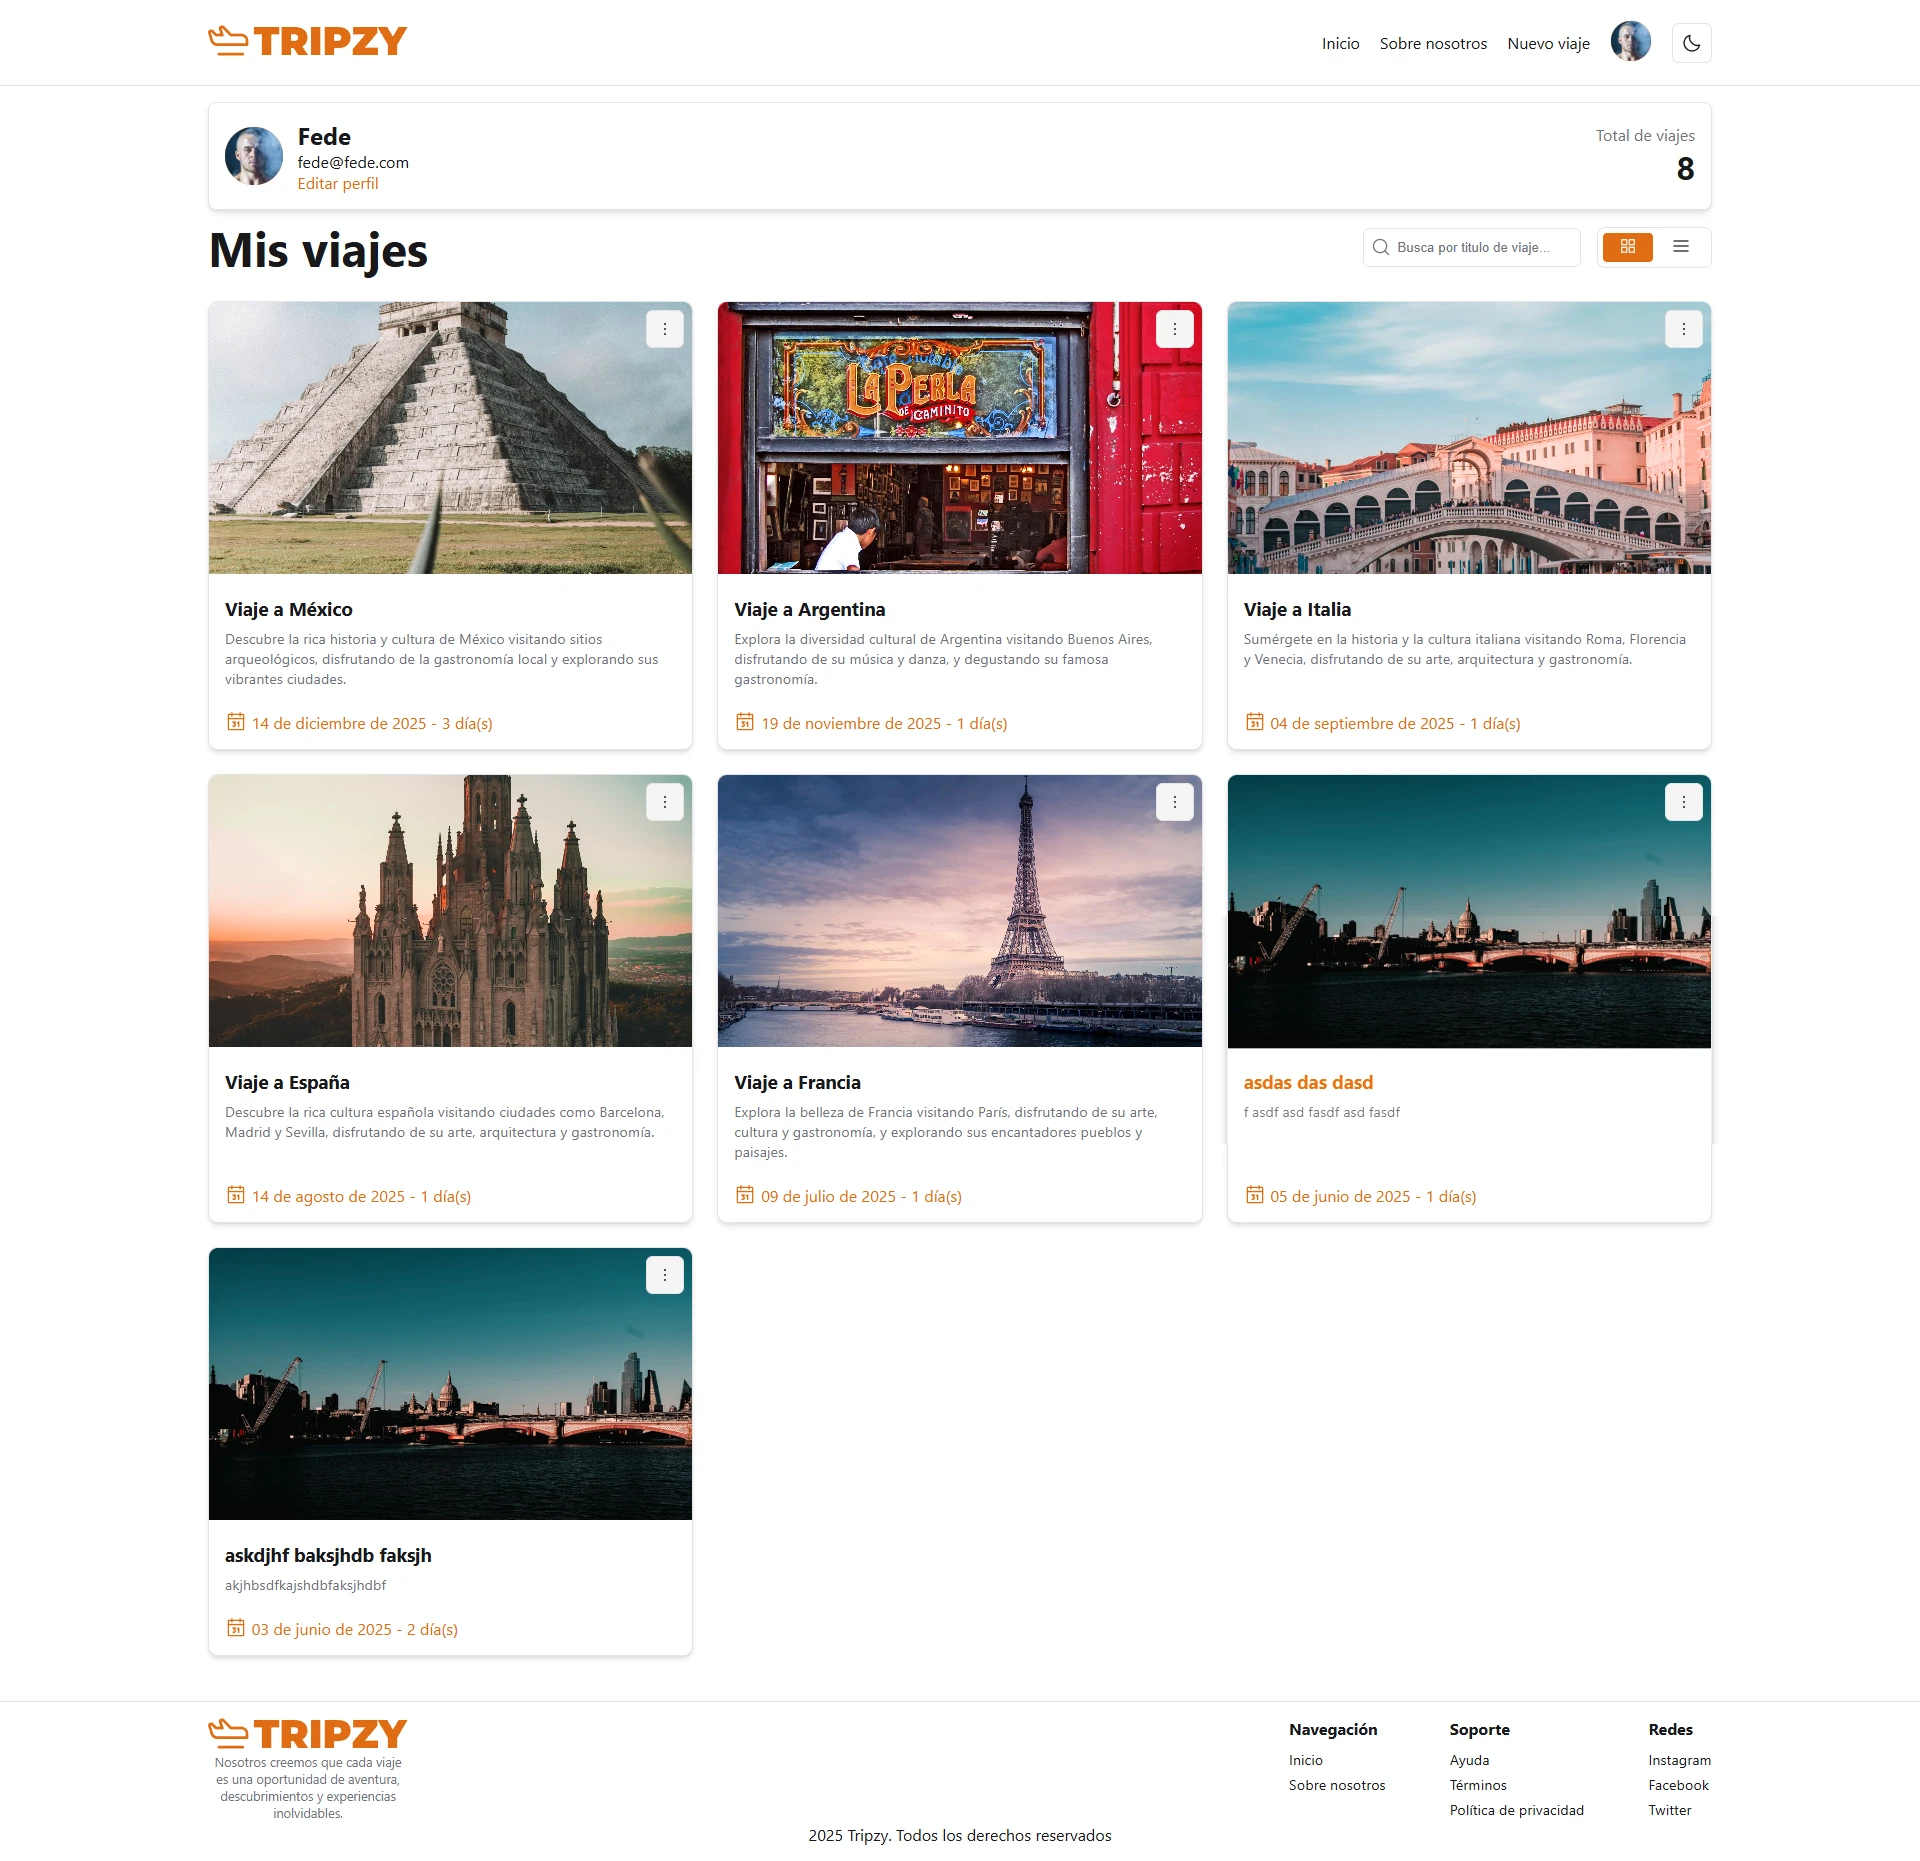 TRIPZY
Inicio
Sobre nosotros
Nuevo viaje
Fede
fede@fede.com
Editar perfil
Total de viajes
8
Mis viajes
Busca por titulo de viaje...
LA PERLA
DE CAMINITO
Viaje a México
Descubre la rica historia y cultura de México visitando sitios
arqueológicos, disfrutando de la gastronomía local y explorando sus
vibrantes ciudades.
14 de diciembre de 2025 - 3 día(s)
Viaje a Argentina
Explora la diversidad cultural de Argentina visitando Buenos Aires,
disfrutando de su música y danza, y degustando su famosa
gastronomía.
19 de noviembre de 2025 - 1 día(s)
Viaje a Italia
Sumérgete en la historia y la cultura italiana visitando Roma, Florencia
y Venecia, disfrutando de su arte, arquitectura y gastronomía.
04 de septiembre de 2025 - 1 día(s)
Viaje a España
Descubre la rica cultura española visitando ciudades como Barcelona,
Madrid y Sevilla, disfrutando de su arte, arquitectura y gastronomía.
14 de agosto de 2025 - 1 día(s)
Viaje a Francia
Explora la belleza de Francia visitando París, disfrutando de su arte,
cultura y gastronomía, y explorando sus encantadores pueblos y
paisajes.
09 de julio de 2025 - 1 día(s)
asdas das dasd
f asdf asd fasdf asd fasdf
05 de junio de 2025 - 1 día(s)
askdjhf baksjhdb faksjh
akjhbsdfkajshdbfaksjhdbf
03 de junio de 2025 - 2 día(s)
TRIPZY
Nosotros creemos que cada viaje
es una oportunidad de aventura,
descubrimientos y experiencias
inolvidables.
Navegación
Inicio
Sobre nosotros
Soporte
Ayuda
Términos
Política de privacidad
Redes
Instagram
Facebook
Twitter
2025 Tripzy. Todos los derechos reservados